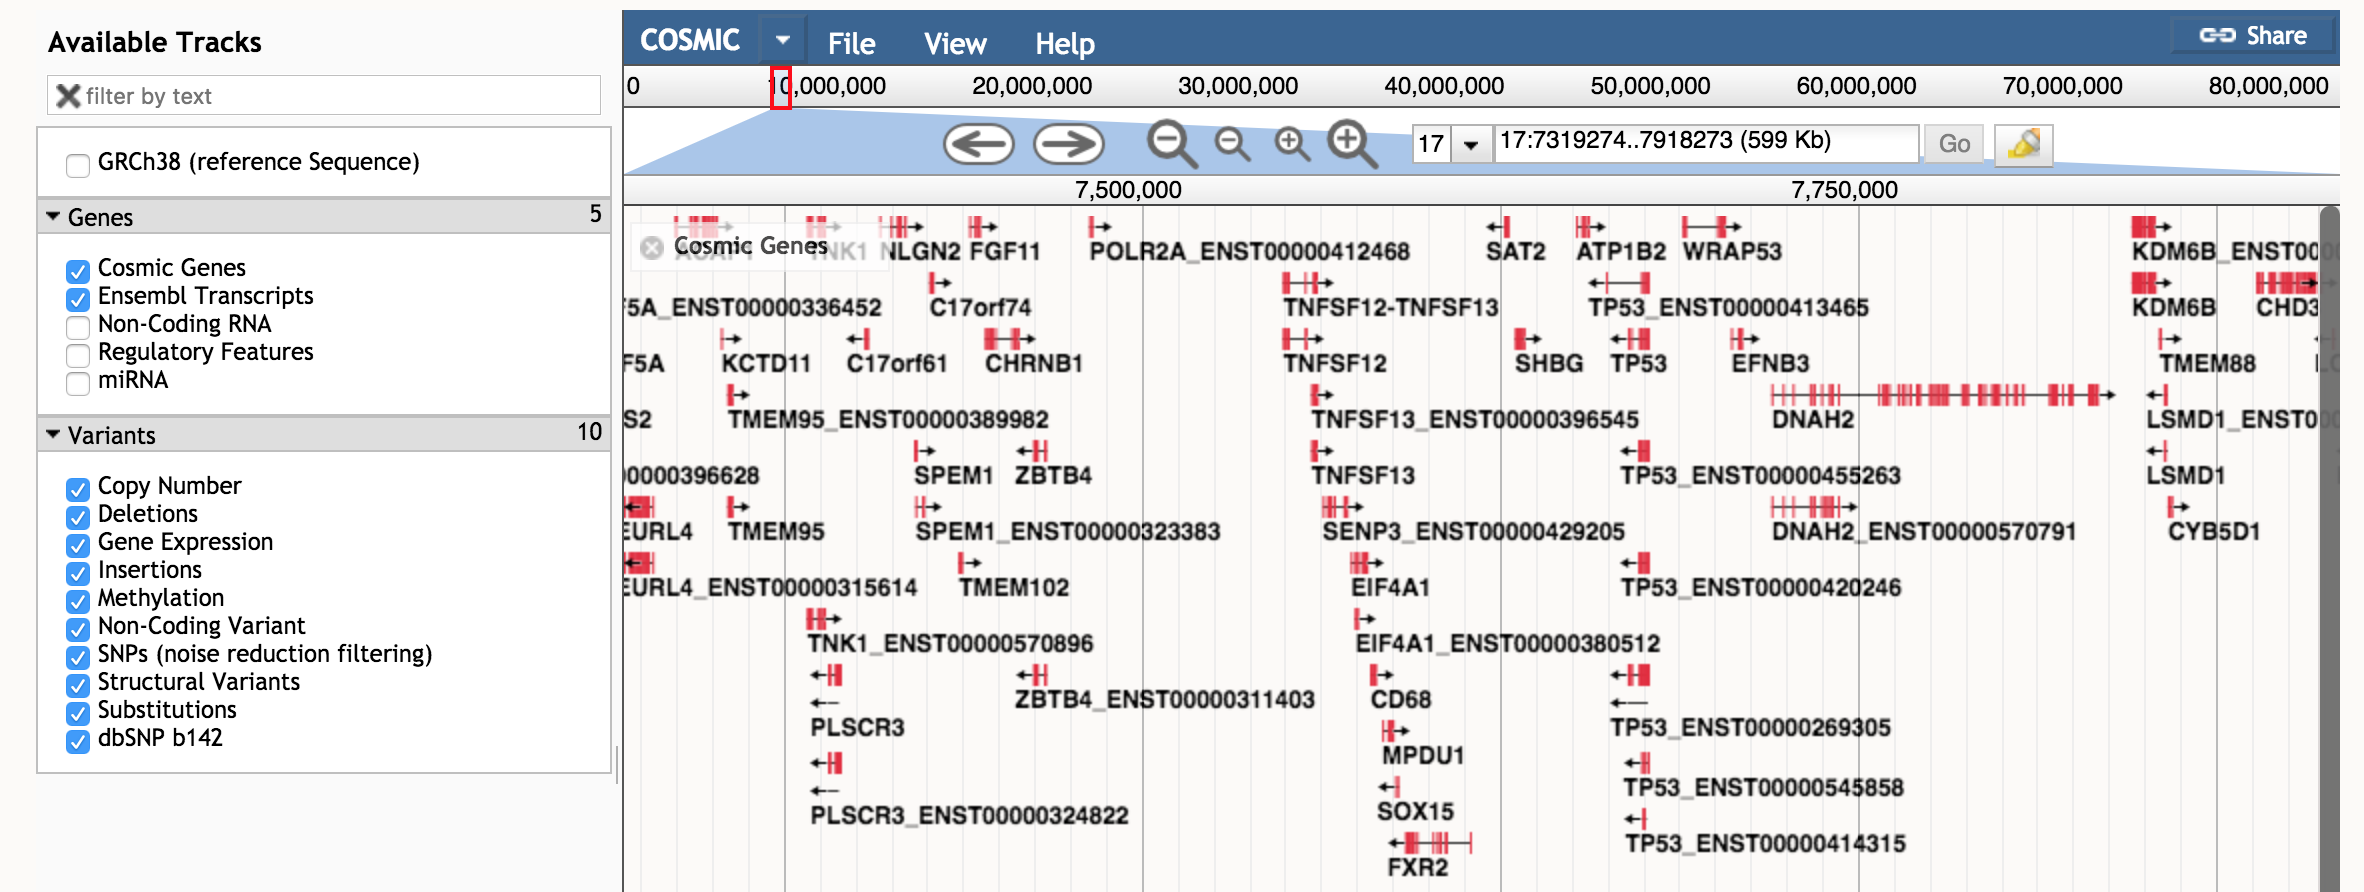 Available Tracks
filter by text
GRCh38 (reference Sequence)
Genes 5
Cosmic Genes
Ensembl Transcripts
Non-Coding RNA
Regulatory Features
miRNA
Variants 10
Copy Number
Deletions
Gene Expression
Insertions
Methylation
Non-Coding Variant
SNPs (noise reduction filtering)
Structural Variants
Substitutions
dbSNP b142
COSMIC File View Help Share
0 10,000,000 20,000,000 30,000,000 40,000,000 50,000,000 60,000,000 70,000,000 80,000,000
17 17:7319274..7918273 (599 Kb) Go
7,500,000 7,750,000
Cosmic Genes
NLGN2 FGF11 POLR2A_ENST00000412468 SAT2 ATP1B2 WRAP53 KDM6B_ENST00
F5A_ENST00000336452 C17orf74 TNFSF12-TNFSF13 TP53_ENST00000413465 KDM6B CHD3
F5A KCTD11 C17orf61 CHRNB1 TNFSF12 SHBG TP53 EFNB3 TMEM88
S2 TMEM95_ENST00000389982 TNFSF13_ENST00000396545 DNAH2 LSMD1_ENST0
00000396628 SPEM1 ZBTB4 TNFSF13 TP53_ENST00000455263 LSMD1
EURL4 TMEM95 SPEM1_ENST00000323383 SENP3_ENST00000429205 DNAH2_ENST00000570791 CYB5D1
EURL4_ENST00000315614 TMEM102 EIF4A1 TP53_ENST00000420246
TNK1_ENST00000570896 EIF4A1_ENST00000380512
ZBTB4_ENST00000311403 CD68
PLSCR3 TP53_ENST00000269305
MPDU1
TP53_ENST00000545858
PLSCR3_ENST00000324822 SOX15
TP53_ENST00000414315
FXR2